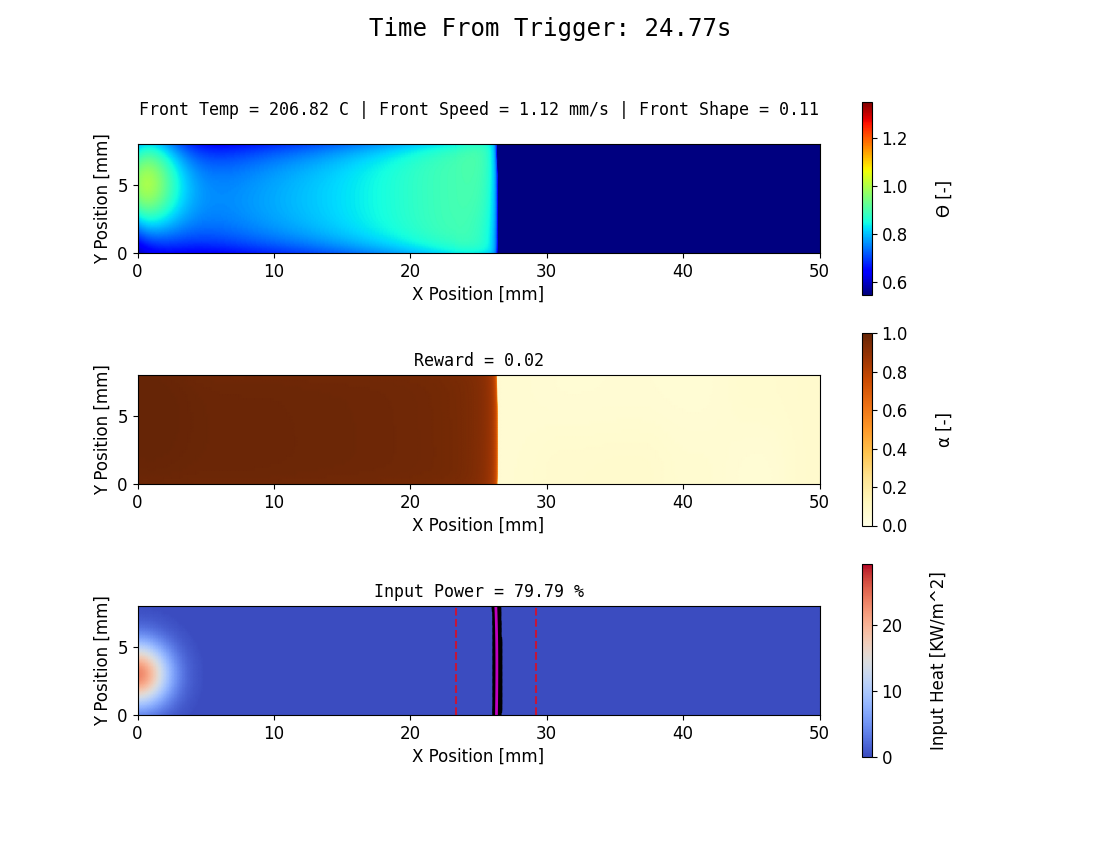 Time From Trigger: 24.77s
Front Temp = 206.82 C | Front Speed = 1.12 mm/s | Front Shape = 0.11
Y Position [mm]
5
0
0 10 20 30 40 50
X Position [mm]
1.2
1.0
0.8
0.6
Θ [-]
Reward = 0.02
Y Position [mm]
5
0
0 10 20 30 40 50
X Position [mm]
1.0
0.8
0.6
0.4
0.2
0.0
α [-]
Input Power = 79.79 %
Y Position [mm]
5
0
0 10 20 30 40 50
X Position [mm]
20
10
0
Input Heat [KW/m^2]